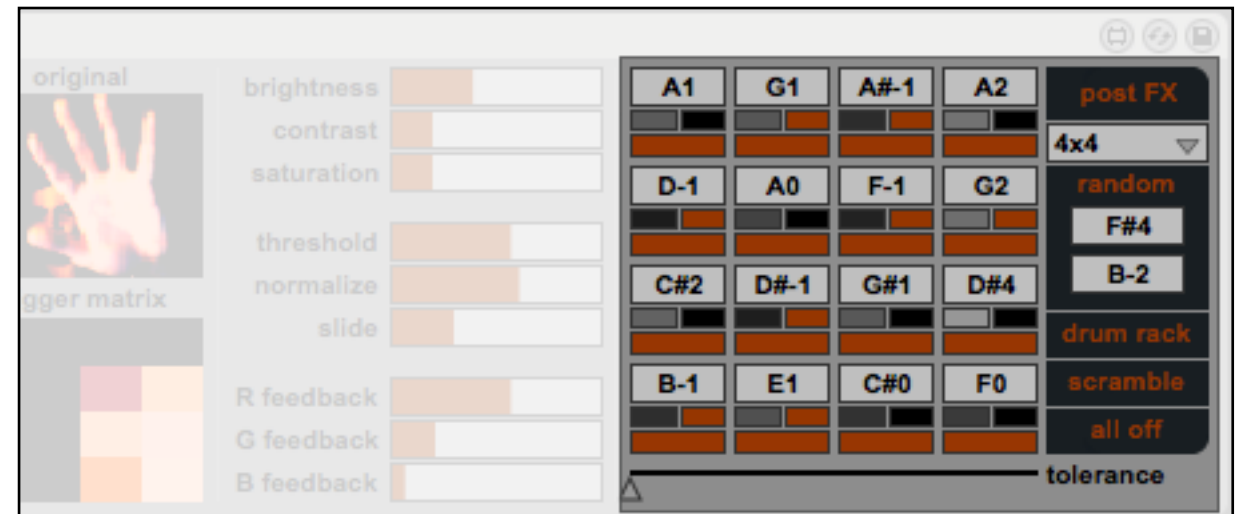 original
gger matrix
brightness
contrast
saturation
threshold
normalize
slide
R feedback
G feedback
B feedback
A1 G1 A#-1 A2
D-1 A0 F-1 G2
C#2 D#-1 G#1 D#4
B-1 E1 C#0 F0
post FX
4x4
random
F#4
B-2
drum rack
scramble
all off
tolerance